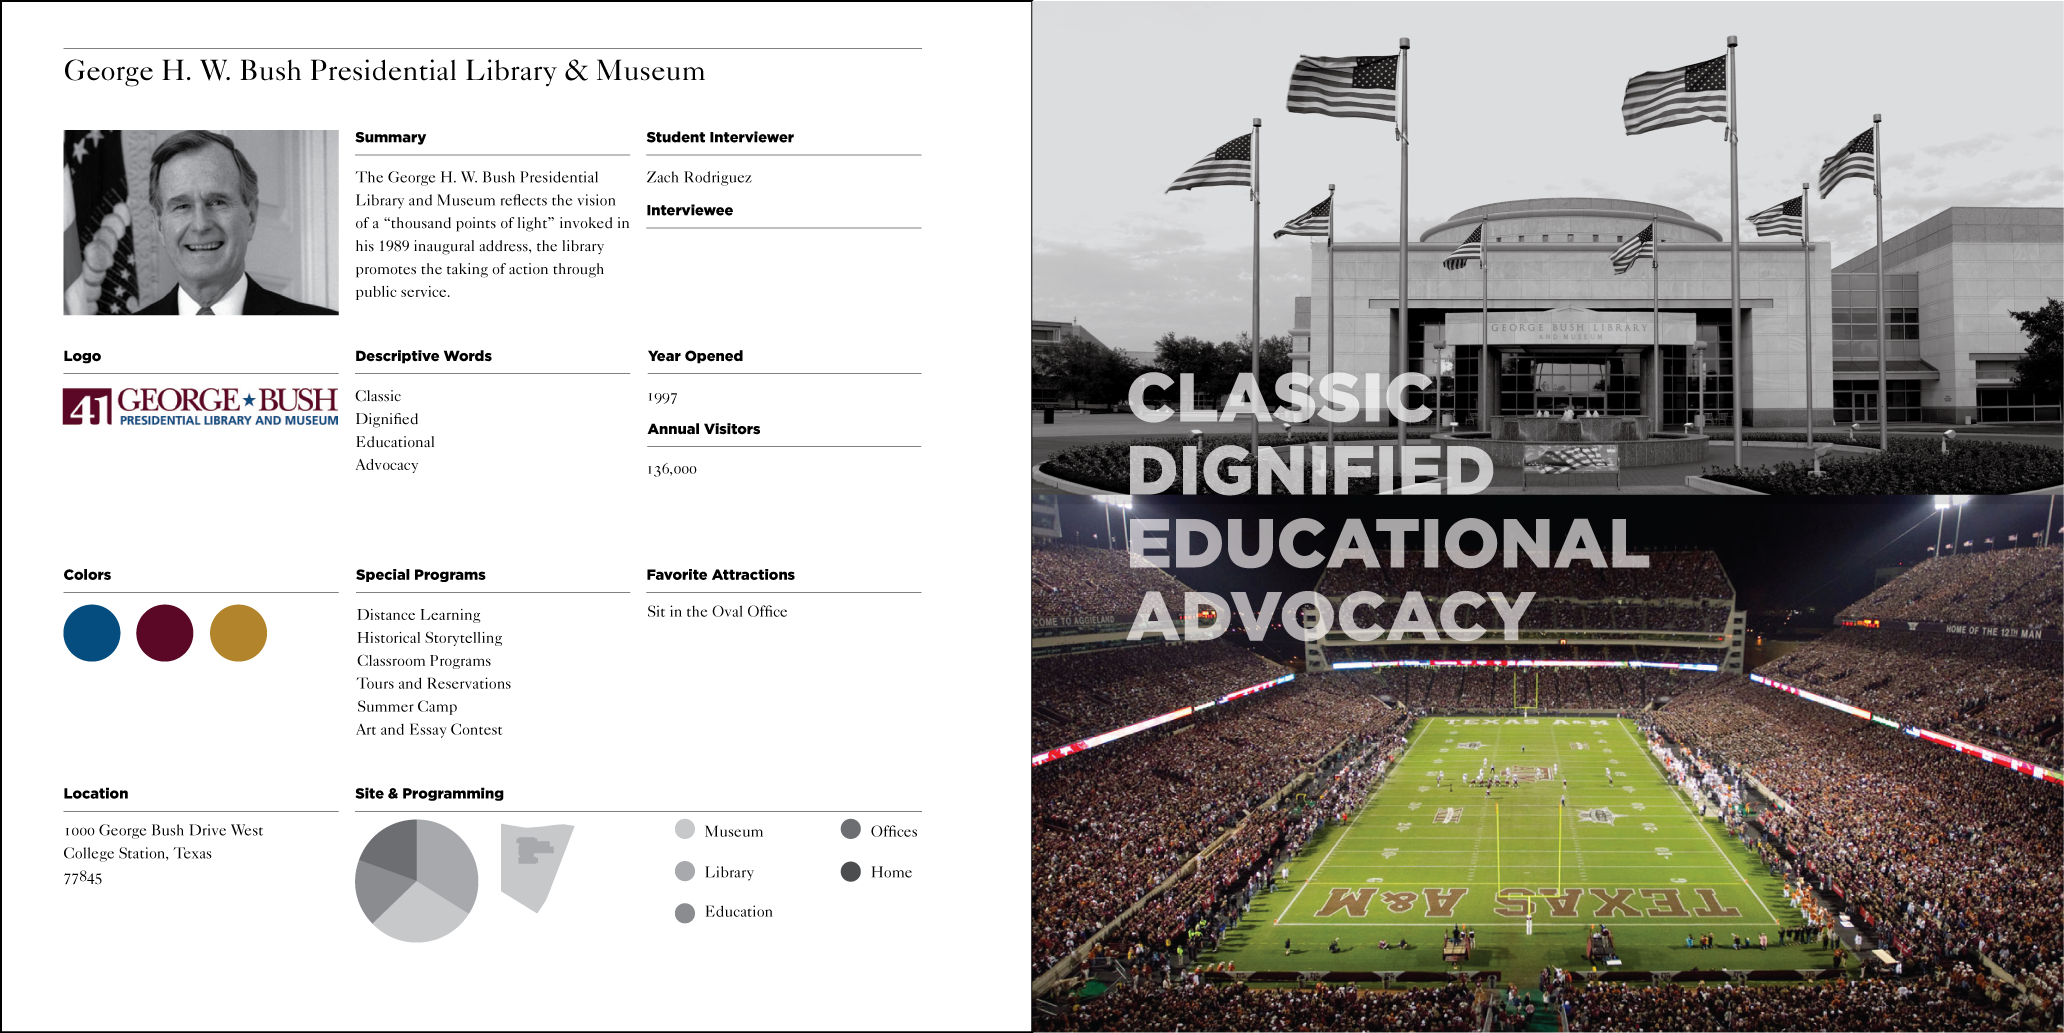 George H. W. Bush Presidential Library & Museum
Summary
The George H. W. Bush Presidential
Library and Museum reflects the vision
of a “thousand points of light” invoked in
his 1989 inaugural address, the library
promotes the taking of action through
public service.
Student Interviewer
Zach Rodriguez
Interviewee
Logo
41 GEORGE★BUSH
PRESIDENTIAL LIBRARY AND MUSEUM
Descriptive Words
Classic
Dignified
Educational
Advocacy
Year Opened
1997
Annual Visitors
136,000
Colors
Special Programs
Distance Learning
Historical Storytelling
Classroom Programs
Tours and Reservations
Summer Camp
Art and Essay Contest
Favorite Attractions
Sit in the Oval Office
Location
1000 George Bush Drive West
College Station, Texas
77845
Site & Programming
Museum
Library
Education
Offices
Home
GEORGE BUSH LIBRARY
AND MUSEUM
CLASSIC
DIGNIFIED
EDUCATIONAL
ADVOCACY
COME TO AGGIELAND
HOME OF THE 12TH MAN
TEXAS A&M
TEXAS A&M